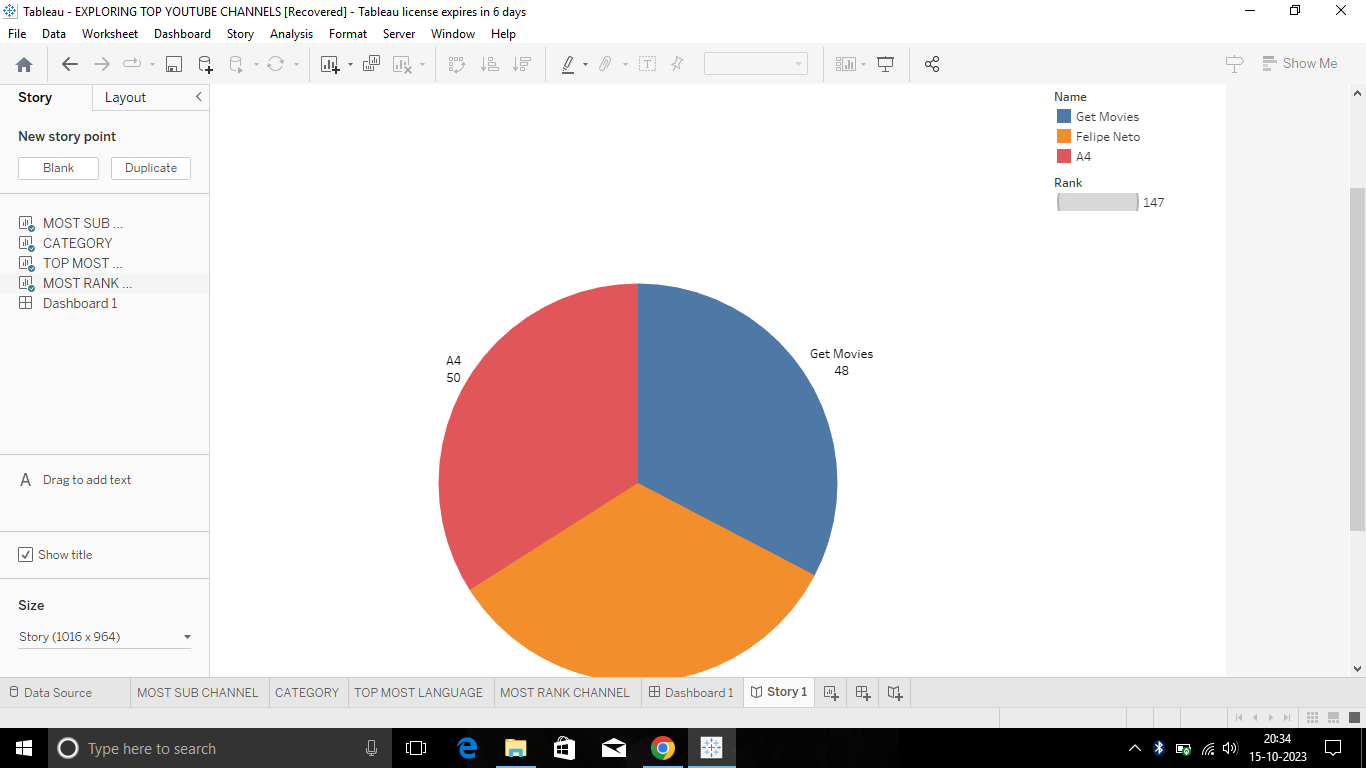 Tableau - EXPLORING TOP YOUTUBE CHANNELS [Recovered] - Tableau license expires in 6 days
File Data Worksheet Dashboard Story Analysis Format Server Window Help
Show Me
Story Layout
New story point
Blank Duplicate
MOST SUB ...
CATEGORY
TOP MOST ...
MOST RANK ...
Dashboard 1
A Drag to add text
Show title
Size
Story (1016 x 964)
Name
Get Movies
Felipe Neto
A4
Rank
147
A4
50
Get Movies
48
Data Source MOST SUB CHANNEL CATEGORY TOP MOST LANGUAGE MOST RANK CHANNEL Dashboard 1 Story 1
Type here to search
20:34
15-10-2023